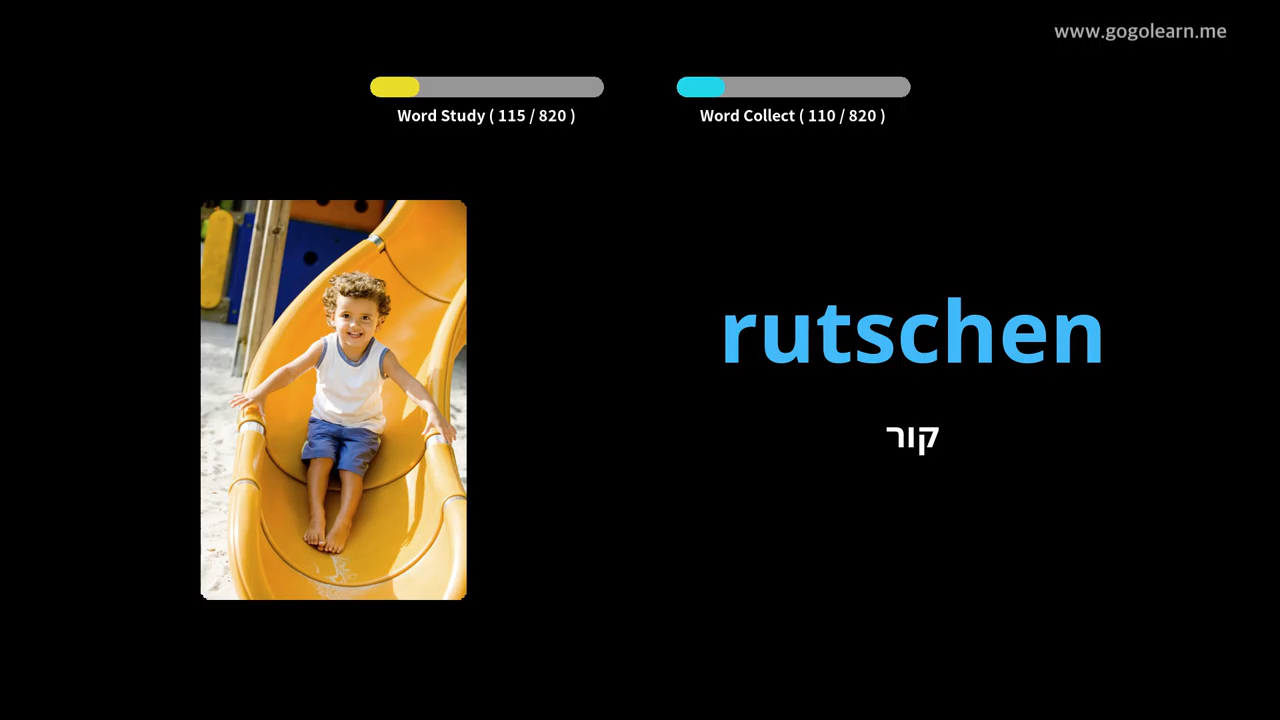 www.gogolearn.me
Word Study ( 115 / 820 )
Word Collect ( 110 / 820 )
rutschen
קור